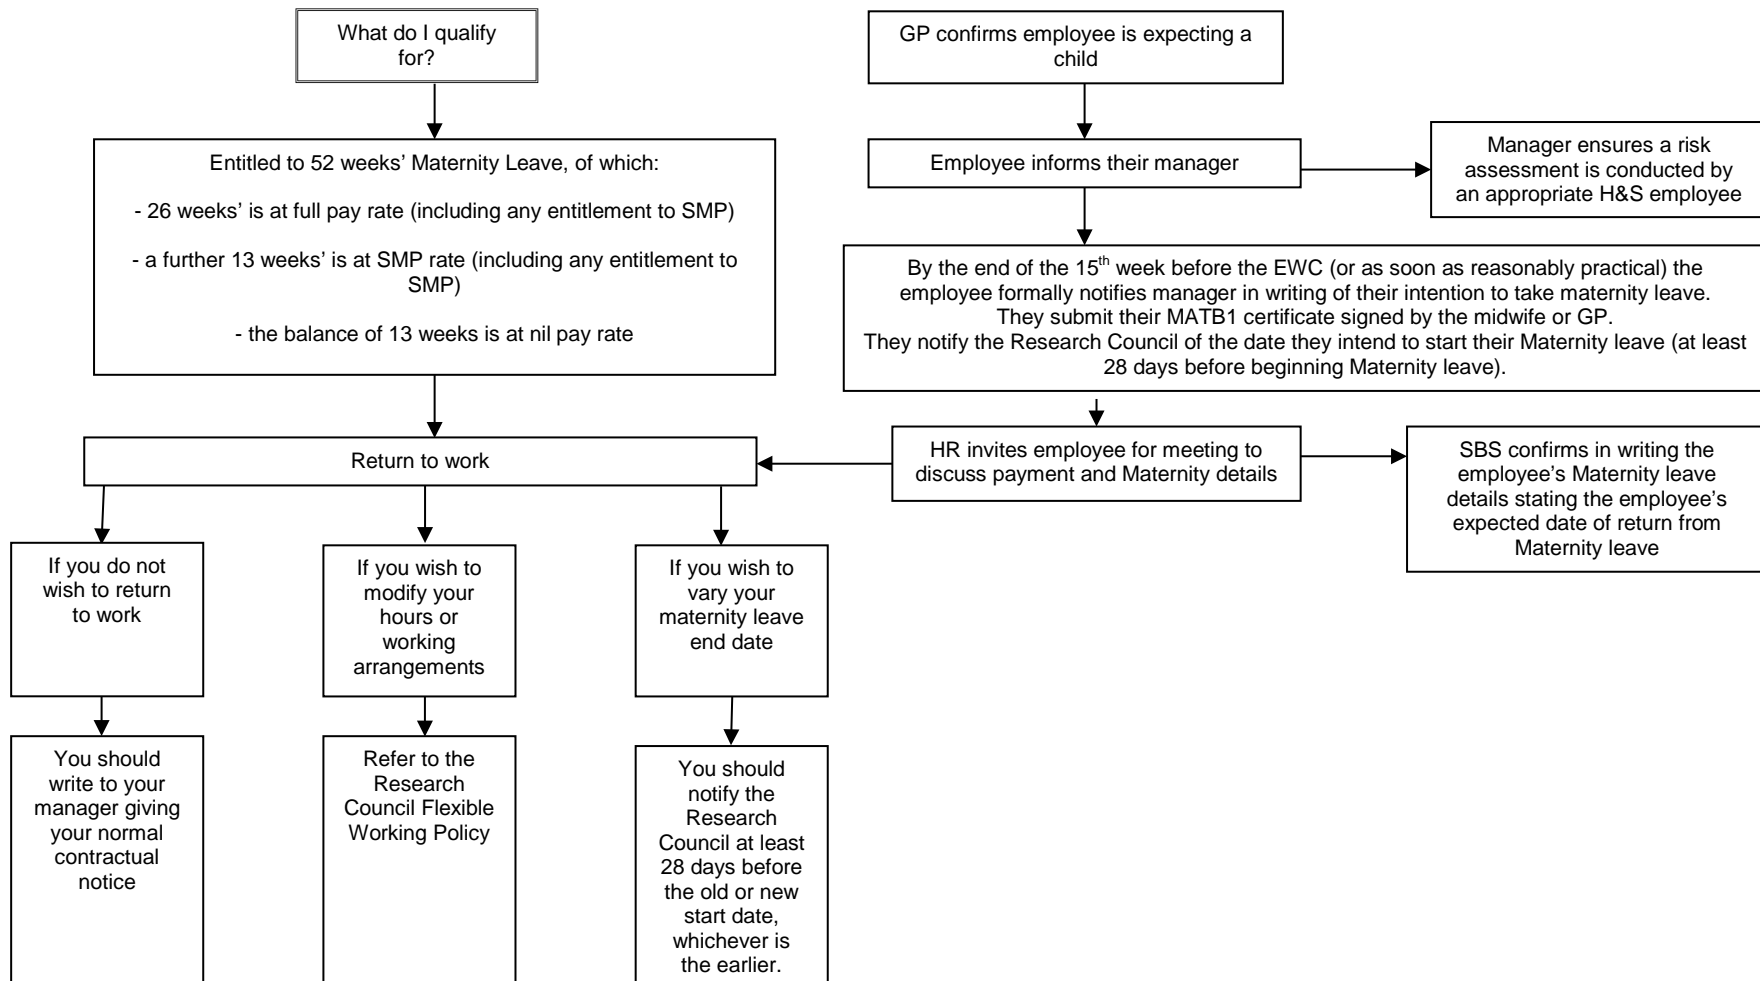 What do I qualify
for?
GP confirms employee is expecting a
child
Entitled to 52 weeks’ Maternity Leave, of which:
- 26 weeks’ is at full pay rate (including any entitlement to SMP)
- a further 13 weeks’ is at SMP rate (including any entitlement to
SMP)
- the balance of 13 weeks is at nil pay rate
Employee informs their manager
Manager ensures a risk
assessment is conducted by
an appropriate H&S employee
By the end of the 15th week before the EWC (or as soon as reasonably practical) the
employee formally notifies manager in writing of their intention to take maternity leave.
They submit their MATB1 certificate signed by the midwife or GP.
They notify the Research Council of the date they intend to start their Maternity leave (at least
28 days before beginning Maternity leave).
Return to work
HR invites employee for meeting to
discuss payment and Maternity details
SBS confirms in writing the
employee’s Maternity leave
details stating the employee’s
expected date of return from
Maternity leave
If you do not
wish to return
to work
If you wish to
modify your
hours or
working
arrangements
If you wish to
vary your
maternity leave
end date
You should
write to your
manager giving
your normal
contractual
notice
Refer to the
Research
Council Flexible
Working Policy
You should
notify the
Research
Council at least
28 days before
the old or new
start date,
whichever is
the earlier.